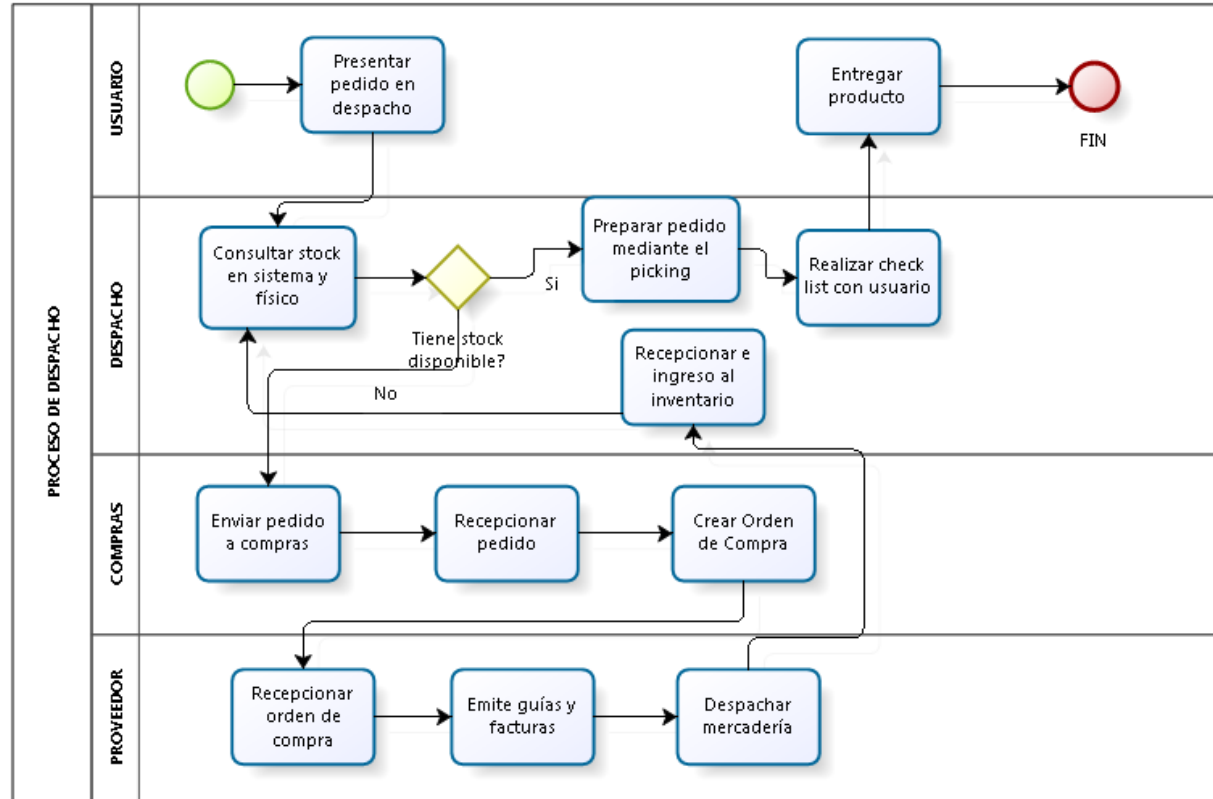 PROCESO DE DESPACHO
USUARIO
Presentar
pedido en
despacho
Entregar
producto
FIN
DESPACHO
Consultar stock
en sistema y
físico
Tiene stock
disponible?
Si
No
Preparar pedido
mediante el
picking
Realizar check
list con usuario
Recepcionar e
ingreso al
inventario
COMPRAS
Enviar pedido
a compras
Recepcionar
pedido
Crear Orden
de Compra
PROVEEDOR
Recepcionar
orden de
compra
Emite guías y
facturas
Despachar
mercadería